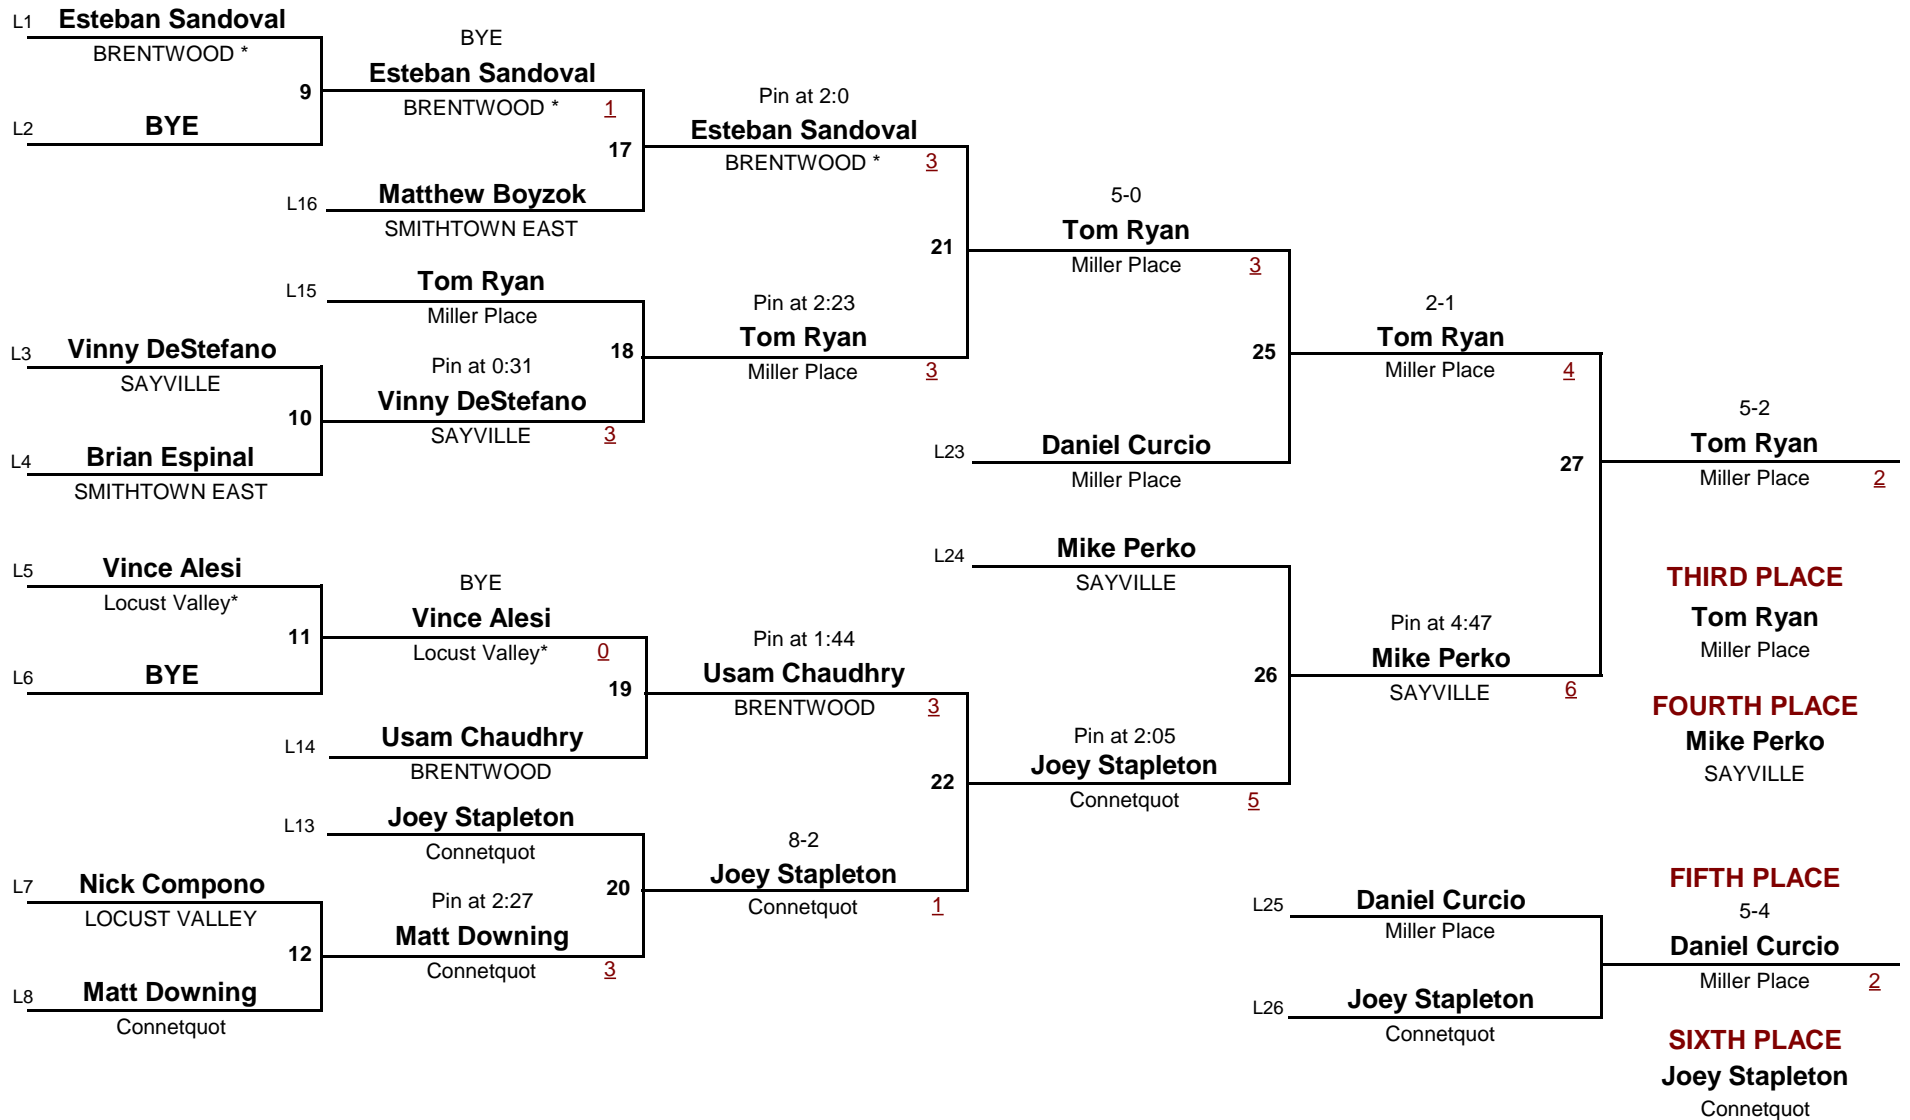 L1 Esteban Sandoval
BRENTWOOD *
9
L2 BYE
BYE
Esteban Sandoval
BRENTWOOD * 1
17
L16 Matthew Boyzok
SMITHTOWN EAST
Pin at 2:0
Esteban Sandoval
BRENTWOOD * 3
21
L15 Tom Ryan
Miller Place
18
L3 Vinny DeStefano
SAYVILLE
10
L4 Brian Espinal
SMITHTOWN EAST
Pin at 0:31
Vinny DeStefano
SAYVILLE 3
Pin at 2:23
Tom Ryan
Miller Place 3
5-0
Tom Ryan
Miller Place 3
25
L23 Daniel Curcio
Miller Place
2-1
Tom Ryan
Miller Place 4
27
5-2
Tom Ryan
Miller Place 2
L5 Vince Alesi
Locust Valley*
11
L6 BYE
BYE
Vince Alesi
Locust Valley* 0
19
L14 Usam Chaudhry
BRENTWOOD
Pin at 1:44
Usam Chaudhry
BRENTWOOD 3
22
L13 Joey Stapleton
Connetquot
20
L7 Nick Compono
LOCUST VALLEY
12
L8 Matt Downing
Connetquot
Pin at 2:27
Matt Downing
Connetquot 3
8-2
Joey Stapleton
Connetquot 1
L24 Mike Perko
SAYVILLE
26
Pin at 2:05
Joey Stapleton
Connetquot 5
Pin at 4:47
Mike Perko
SAYVILLE 6
THIRD PLACE
Tom Ryan
Miller Place
FOURTH PLACE
Mike Perko
SAYVILLE
L25 Daniel Curcio
Miller Place
L26 Joey Stapleton
Connetquot
FIFTH PLACE
5-4
Daniel Curcio
Miller Place 2
SIXTH PLACE
Joey Stapleton
Connetquot